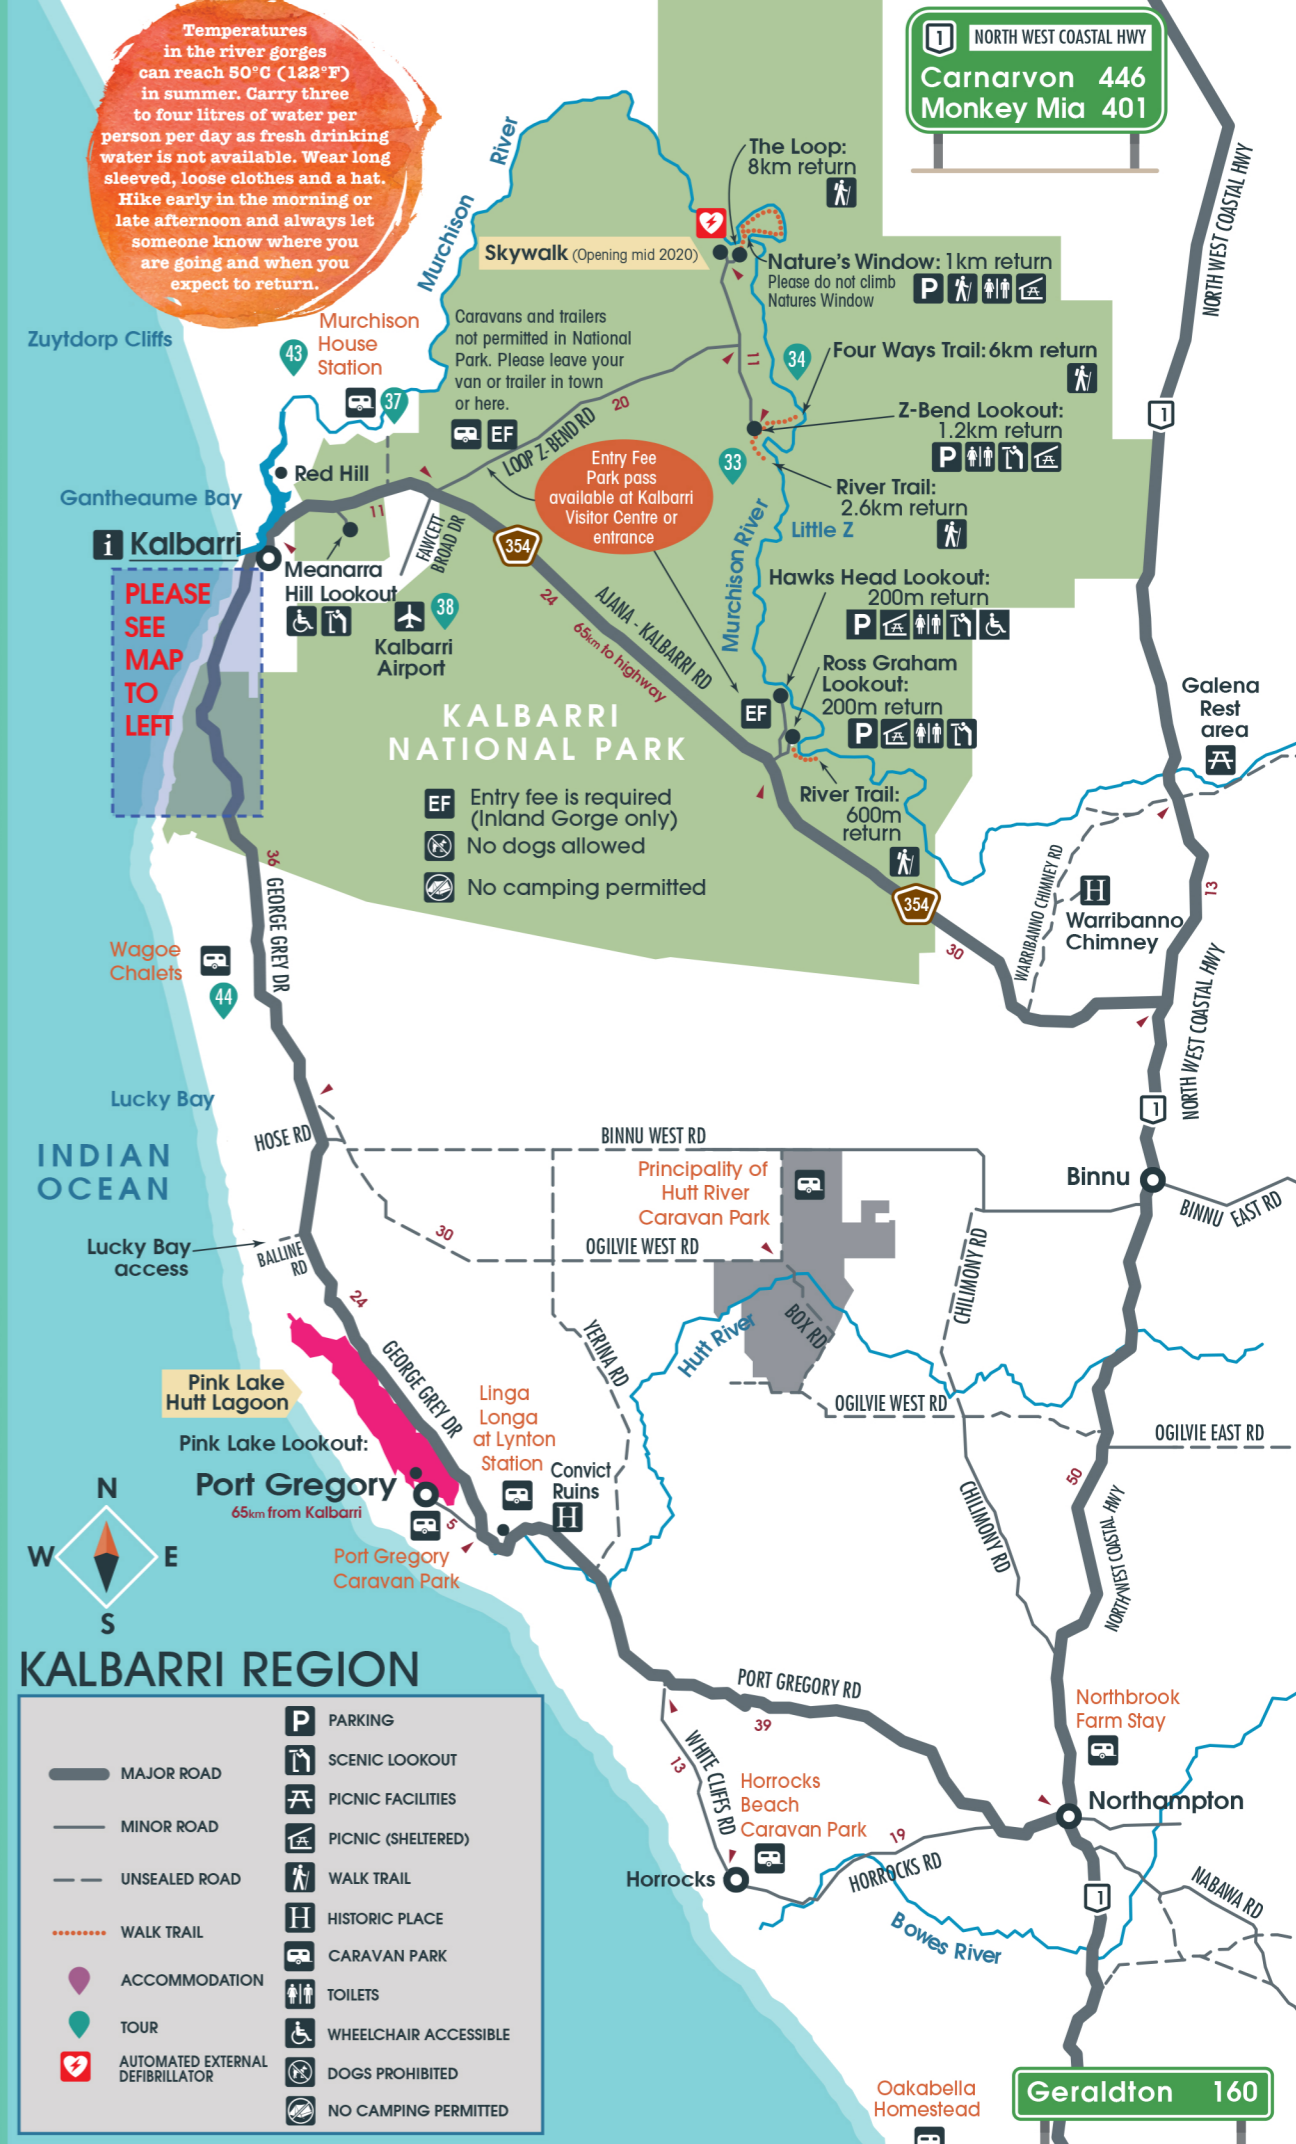 Temperatures
in the river gorges
can reach 50°C (122°F)
in summer. Carry three
to four litres of water per
person per day as fresh drinking
water is not available. Wear long
sleeved, loose clothes and a hat.
Hike early in the morning or
late afternoon and always let
someone know where you
are going and when you
expect to return.
1 NORTH WEST COASTAL HWY
Carnarvon 446
Monkey Mia 401
NORTH WEST COASTAL HWY
Murchison River
The Loop:
8km return
Skywalk (Opening mid 2020)
Nature's Window: 1km return
Please do not climb
Natures Window
P
Zuytdorp Cliffs
43
Murchison
House
Station
37
Caravans and trailers
not permitted in National
Park. Please leave your
van or trailer in town
or here.
EF
20
LOOP Z-BEND RD
11
34
Four Ways Trail: 6km return
Z-Bend Lookout:
1.2km return
P
1
33
Entry Fee
Park pass
available at Kalbarri
Visitor Centre or
entrance
River Trail:
2.6km return
Little Z
Murchison River
Red Hill
Gantheaume Bay
i Kalbarri
11
FAWCETT
BROAD DR
354
Meanarra
Hill Lookout
38
Kalbarri
Airport
24
AJANA - KALBARRI RD
65km to highway
Hawks Head Lookout:
200m return
P
Ross Graham
Lookout:
200m return
P
EF
PLEASE
SEE
MAP
TO
LEFT
KALBARRI
NATIONAL PARK
EF Entry fee is required
(Inland Gorge only)
No dogs allowed
No camping permitted
River Trail:
600m
return
354
30
Galena
Rest
area
WARRIBANNO CHIMNEY RD
H
Warribanno
Chimney
13
NORTH WEST COASTAL HWY
1
36
GEORGE GREY DR
Wagoe
Chalets
44
Lucky Bay
INDIAN
OCEAN
HOSE RD
BINNU WEST RD
Principality of
Hutt River
Caravan Park
Binnu
BINNU EAST RD
Lucky Bay
access
BALLINE
RD
30
OGILVIE WEST RD
CHILIMONY RD
24
BOX RD
Hutt River
YERINA RD
GEORGE GREY DR
Pink Lake
Hutt Lagoon
Pink Lake Lookout:
Port Gregory
65km from Kalbarri
Linga
Longa
at Lynton
Station
Convict
Ruins
H
OGILVIE WEST RD
OGILVIE EAST RD
5
Port Gregory
Caravan Park
50
CHILIMONY RD
NORTH WEST COASTAL HWY
N
W E
S
KALBARRI REGION
MAJOR ROAD
MINOR ROAD
UNSEALED ROAD
WALK TRAIL
ACCOMMODATION
TOUR
AUTOMATED EXTERNAL
DEFIBRILLATOR
P PARKING
SCENIC LOOKOUT
PICNIC FACILITIES
PICNIC (SHELTERED)
WALK TRAIL
H HISTORIC PLACE
CARAVAN PARK
TOILETS
WHEELCHAIR ACCESSIBLE
DOGS PROHIBITED
NO CAMPING PERMITTED
PORT GREGORY RD
39
13
WHITE CLIFFS RD
Northbrook
Farm Stay
Northampton
Horrocks
Beach
Caravan Park
Horrocks
19
HORROCKS RD
Bowes River
1
NABAWA RD
Oakabella
Homestead
Geraldton 160